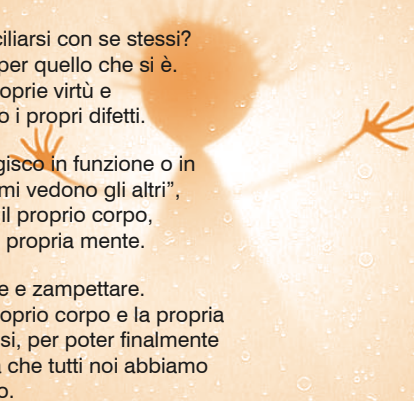 ciliarsi con se stessi?
per quello che si è.
oprie virtù e
o i propri difetti.
gisco in funzione o in
mi vedono gli altri”,
il proprio corpo,
propria mente.
e e zampettare.
oprio corpo e la propria
si, per poter finalmente
che tutti noi abbiamo
o.